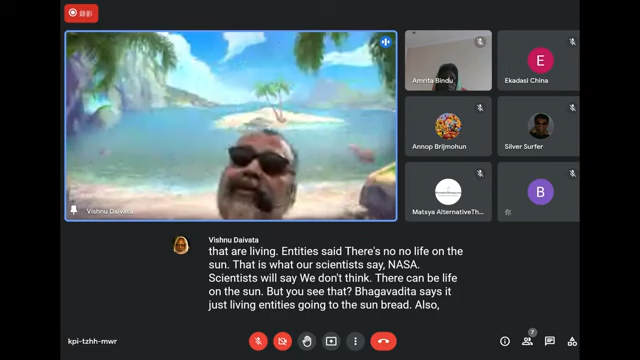 錄影
Amrita Bindu
Ekadasi China
Annop Brijmohun
Silver Surfer
Vishnu Daivata
Matsya AlternativeTh...
B
你
E
Vishnu Daivata
that are living. Entities said There's no no life on the
sun. That is what our scientists say, NASA.
Scientists will say We don't think. There can be life
on the sun. But you see that? Bhagavadita says it
just living entities going to the sun bread. Also,
kpi-tzhh-mwr
7